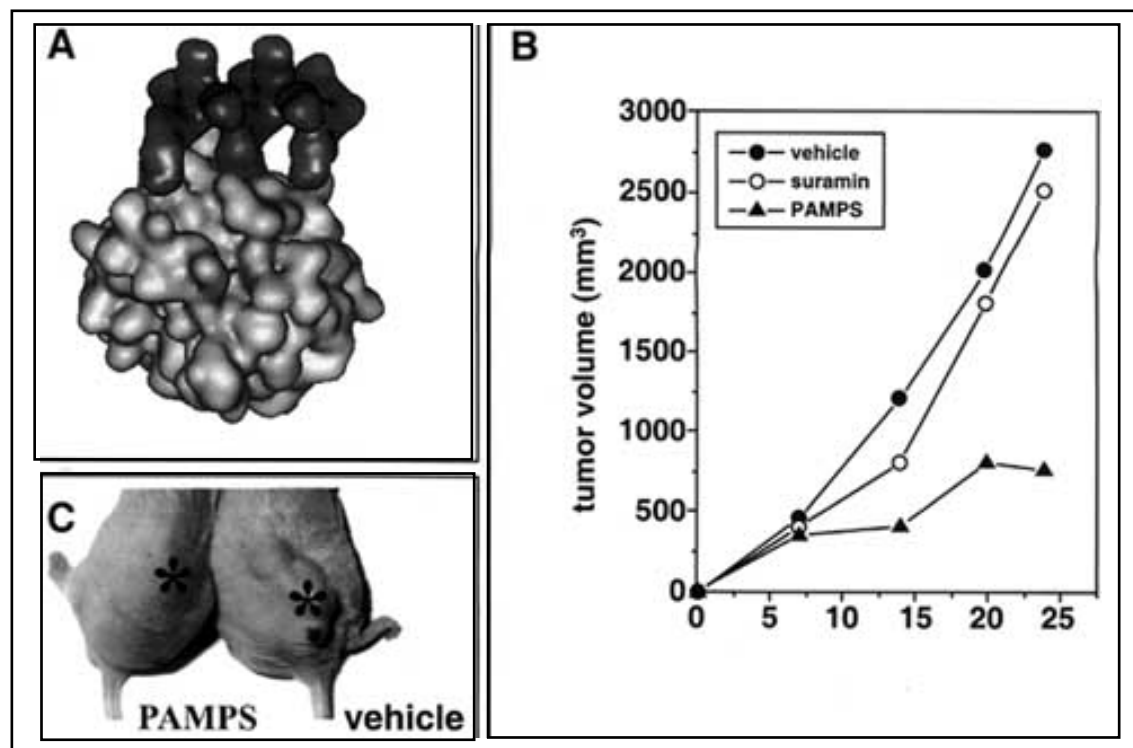 A
B
3000
2500
2000
1500
1000
500
0
tumor volume (mm³)
vehicle
suramin
PAMPS
0 5 10 15 20 25
C
PAMPS vehicle